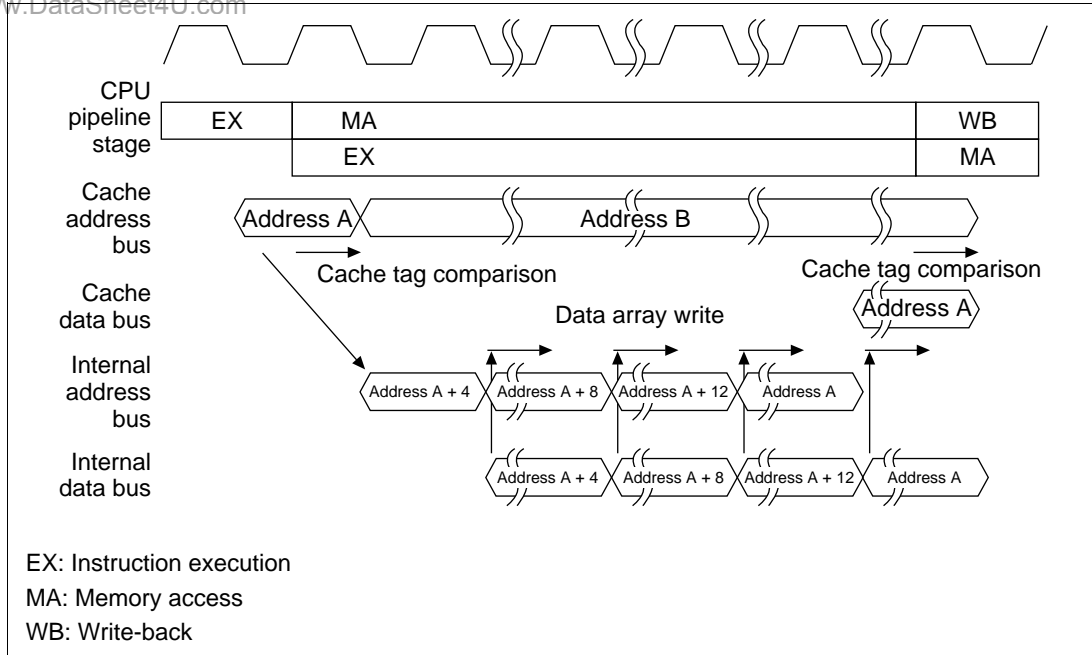 w.DataSheet4U.com
CPU
pipeline
stage
EX MA WB
EX MA
Cache
address
bus
Address A Address B
Cache tag comparison Cache tag comparison
Cache
data bus
Address A
Data array write
Internal
address
bus
Address A + 4 Address A + 8 Address A + 12 Address A
Internal
data bus
Address A + 4 Address A + 8 Address A + 12 Address A
EX: Instruction execution
MA: Memory access
WB: Write-back